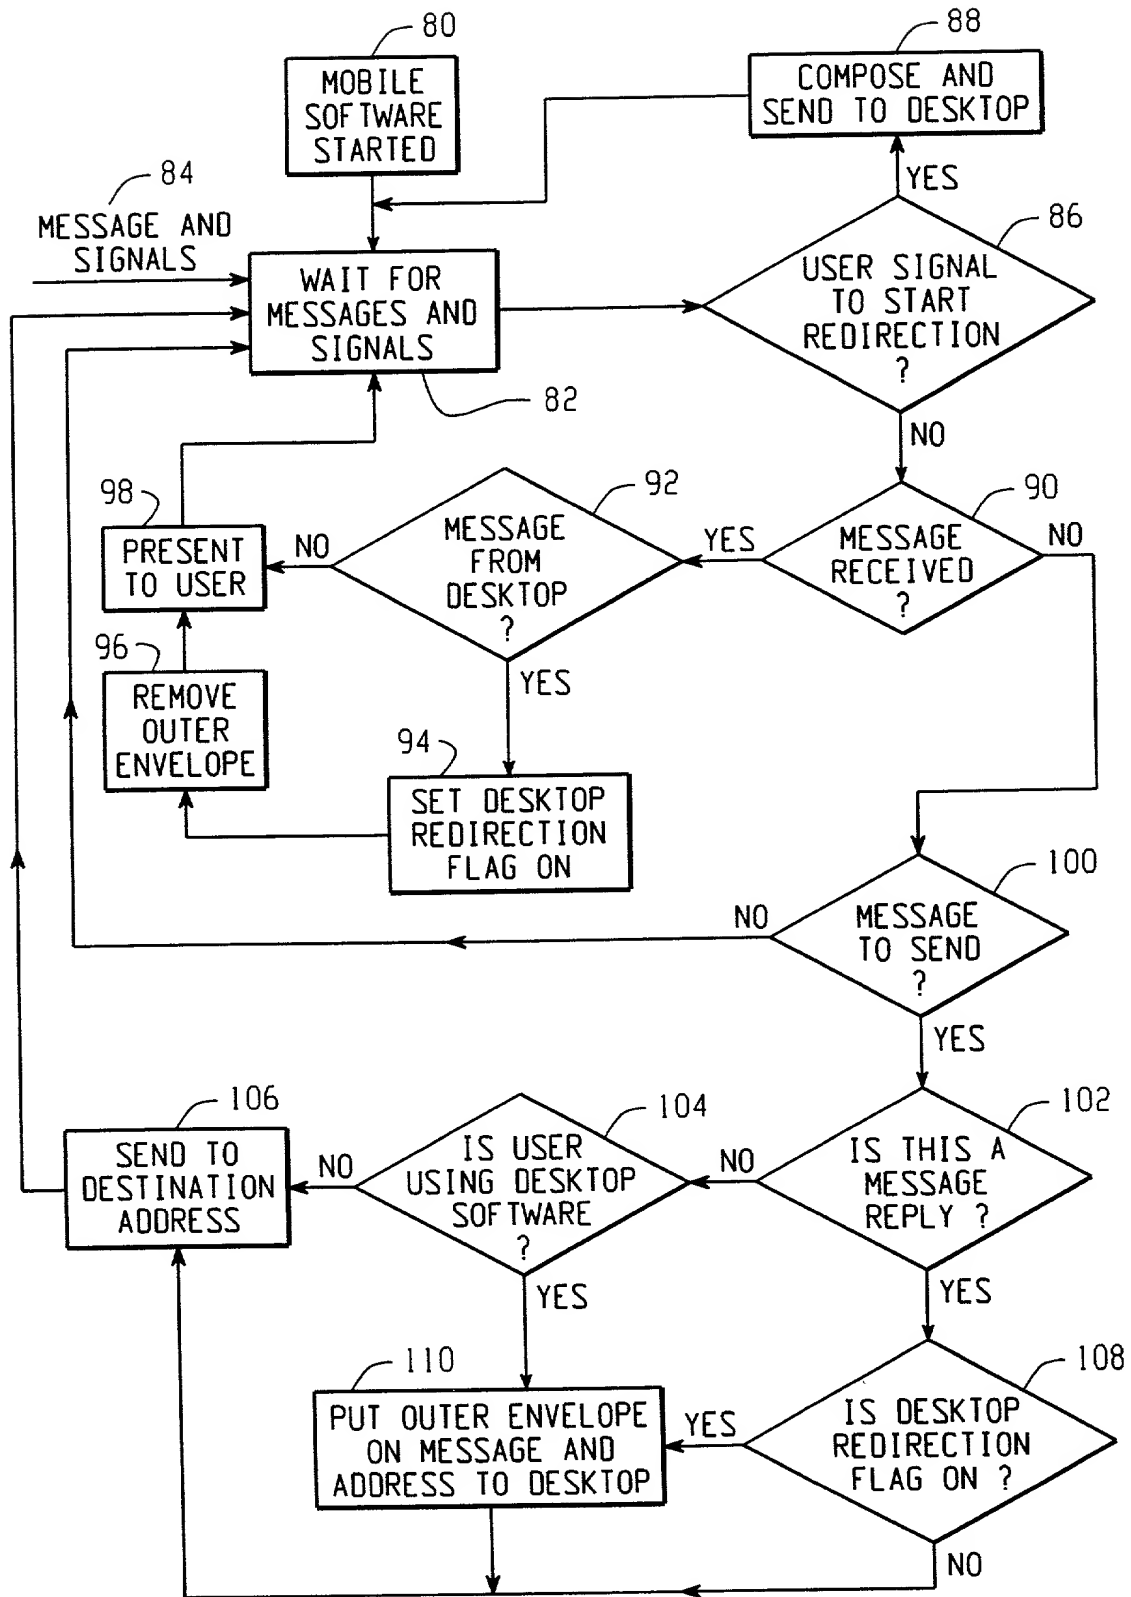 80
MOBILE
SOFTWARE
STARTED
88
COMPOSE AND
SEND TO DESKTOP
YES
84
MESSAGE AND
SIGNALS
WAIT FOR
MESSAGES AND
SIGNALS
82
86
USER SIGNAL
TO START
REDIRECTION
?
NO
98
PRESENT
TO USER
NO
92
MESSAGE
FROM
DESKTOP
?
YES
YES
90
MESSAGE
RECEIVED
?
NO
96
REMOVE
OUTER
ENVELOPE
94
SET DESKTOP
REDIRECTION
FLAG ON
100
MESSAGE
TO SEND
?
NO
YES
106
SEND TO
DESTINATION
ADDRESS
NO
104
IS USER
USING DESKTOP
SOFTWARE
?
YES
NO
102
IS THIS A
MESSAGE
REPLY ?
YES
110
PUT OUTER ENVELOPE
ON MESSAGE AND
ADDRESS TO DESKTOP
YES
108
IS DESKTOP
REDIRECTION
FLAG ON ?
NO